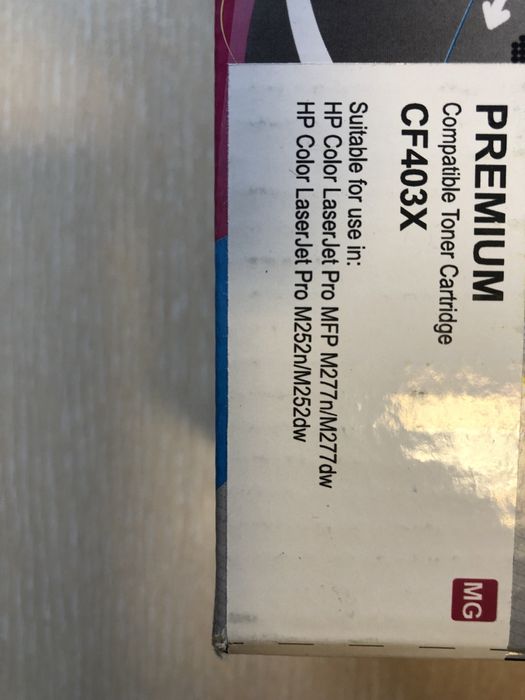 PREMIUM
Compatible Toner Cartridge
CF403X
Suitable for use in:
HP Color LaserJet Pro MFP M277n/M277dw
HP Color LaserJet Pro M252n/M252dw
MG